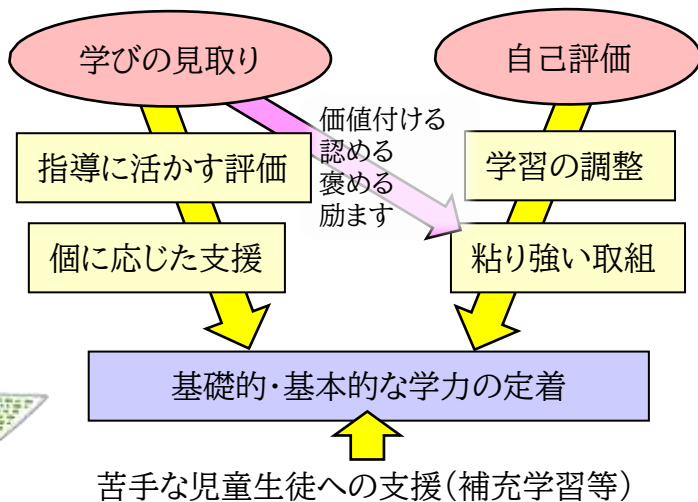 学びの見取り
自己評価
価値付ける
認める
褒める
励ます
指導に活かす評価
学習の調整
個に応じた支援
粘り強い取組
基礎的・基本的な学力の定着
苦手な児童生徒への支援(補充学習等)